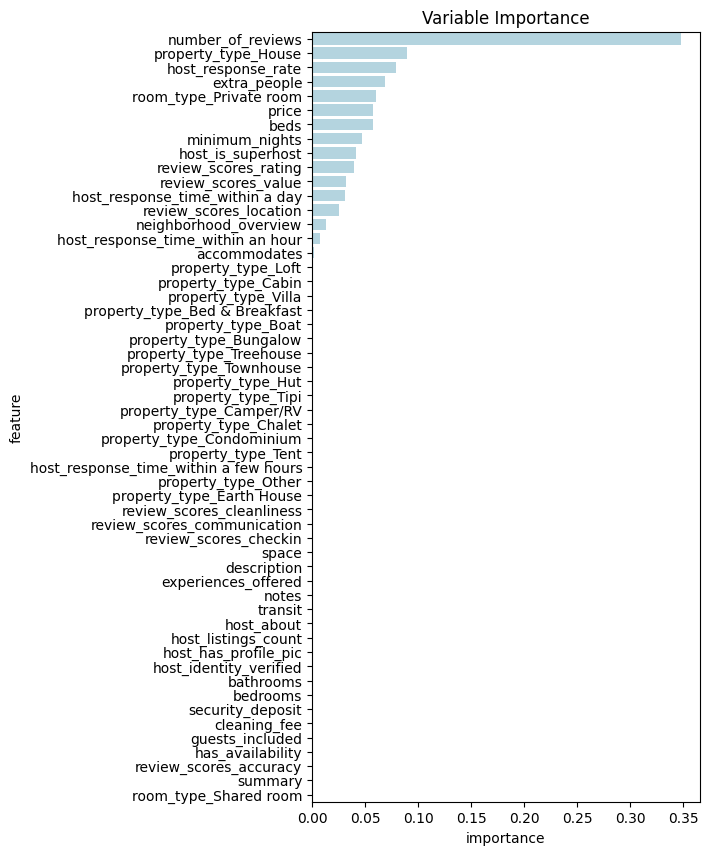 Variable Importance
number_of_reviews
property_type_House
host_response_rate
extra_people
room_type_Private room
price
beds
minimum_nights
host_is_superhost
review_scores_rating
review_scores_value
host_response_time_within a day
review_scores_location
neighborhood_overview
host_response_time_within an hour
accommodates
property_type_Loft
property_type_Cabin
property_type_Villa
property_type_Bed & Breakfast
property_type_Boat
property_type_Bungalow
property_type_Treehouse
property_type_Townhouse
property_type_Hut
property_type_Tipi
property_type_Camper/RV
property_type_Chalet
property_type_Condominium
property_type_Tent
host_response_time_within a few hours
property_type_Other
property_type_Earth House
review_scores_cleanliness
review_scores_communication
review_scores_checkin
space
description
experiences_offered
notes
transit
host_about
host_listings_count
host_has_profile_pic
host_identity_verified
bathrooms
bedrooms
security_deposit
cleaning_fee
guests_included
has_availability
review_scores_accuracy
summary
room_type_Shared room
feature
0.00 0.05 0.10 0.15 0.20 0.25 0.30 0.35
importance